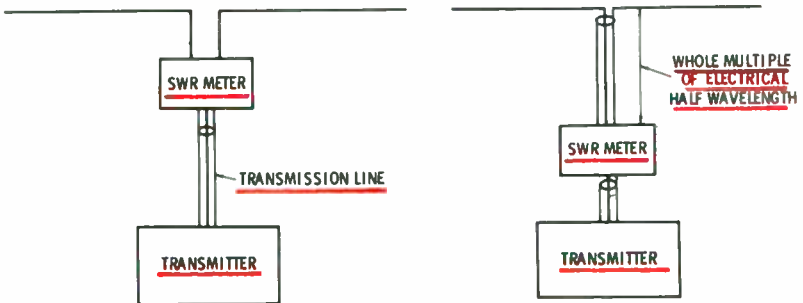 SWR METER
TRANSMISSION LINE
TRANSMITTER
WHOLE MULTIPLE
OF ELECTRICAL
HALF WAVELENGTH
SWR METER
TRANSMITTER